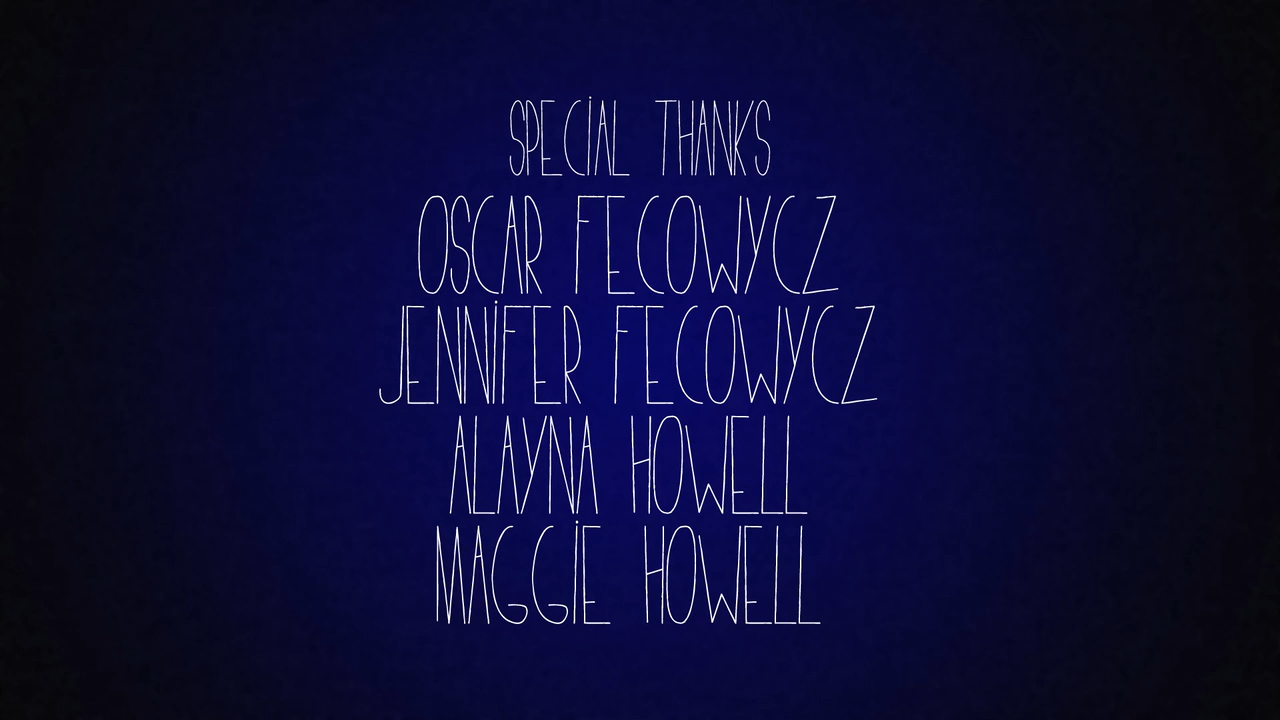 SPECiAL THANKS
OSCAR FECOWYCZ
JENNiFER FECOWYCZ
ALAYNA HOWELL
MAGGiE HOWELL